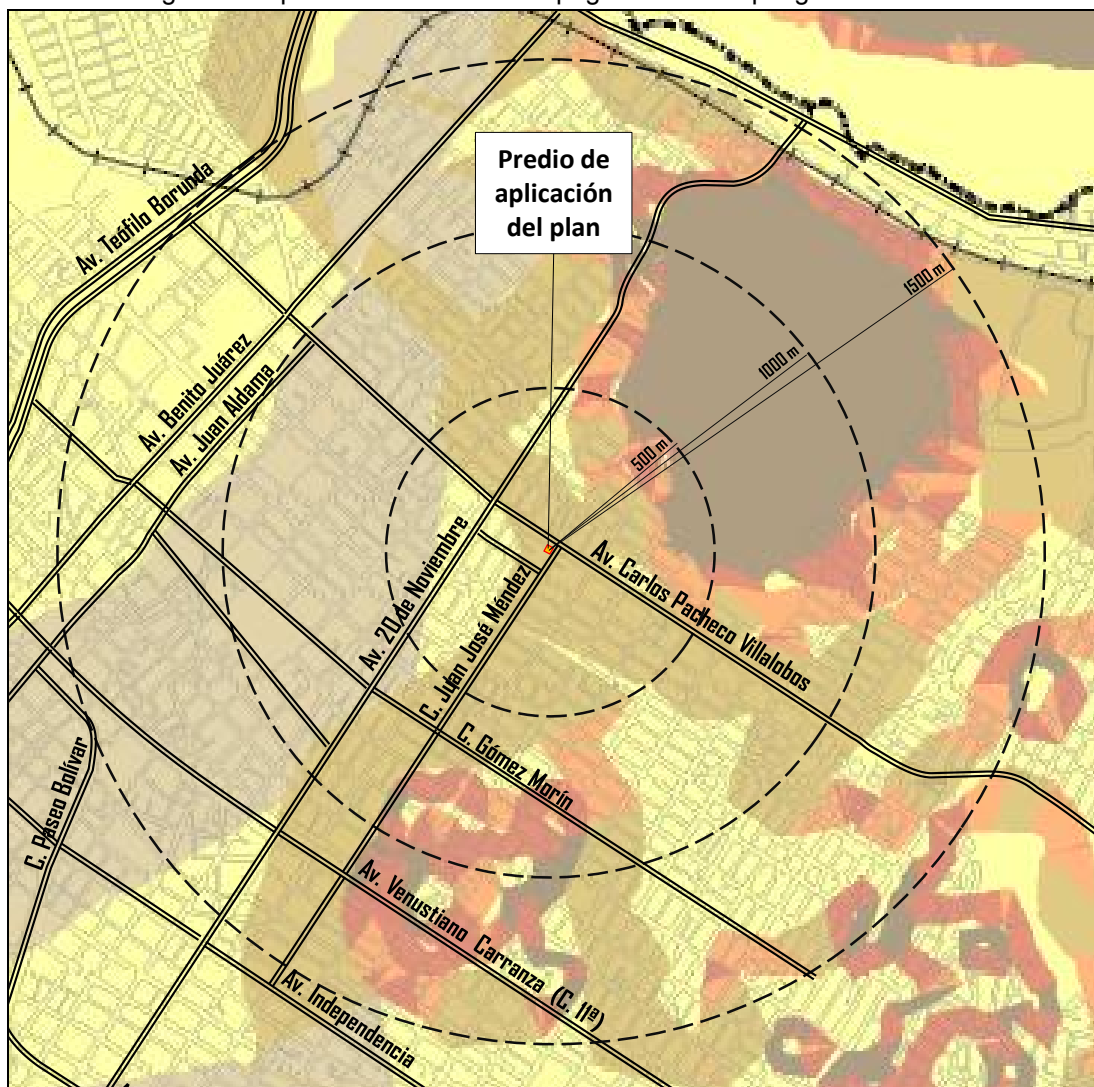 Predio de
aplicación
del plan
Av. Teófilo Borunda
1500 m
Av. Benito Juárez
Av. Juan Aldama
1000 m
500 m
Av. 20 de Noviembre
Av. Carlos Pacheco Villalobos
C. Juan José Méndez
C. Gómez Morín
C. Paseo Bolívar
Av. Venustiano Carranza (C. 11ª)
Av. Independencia